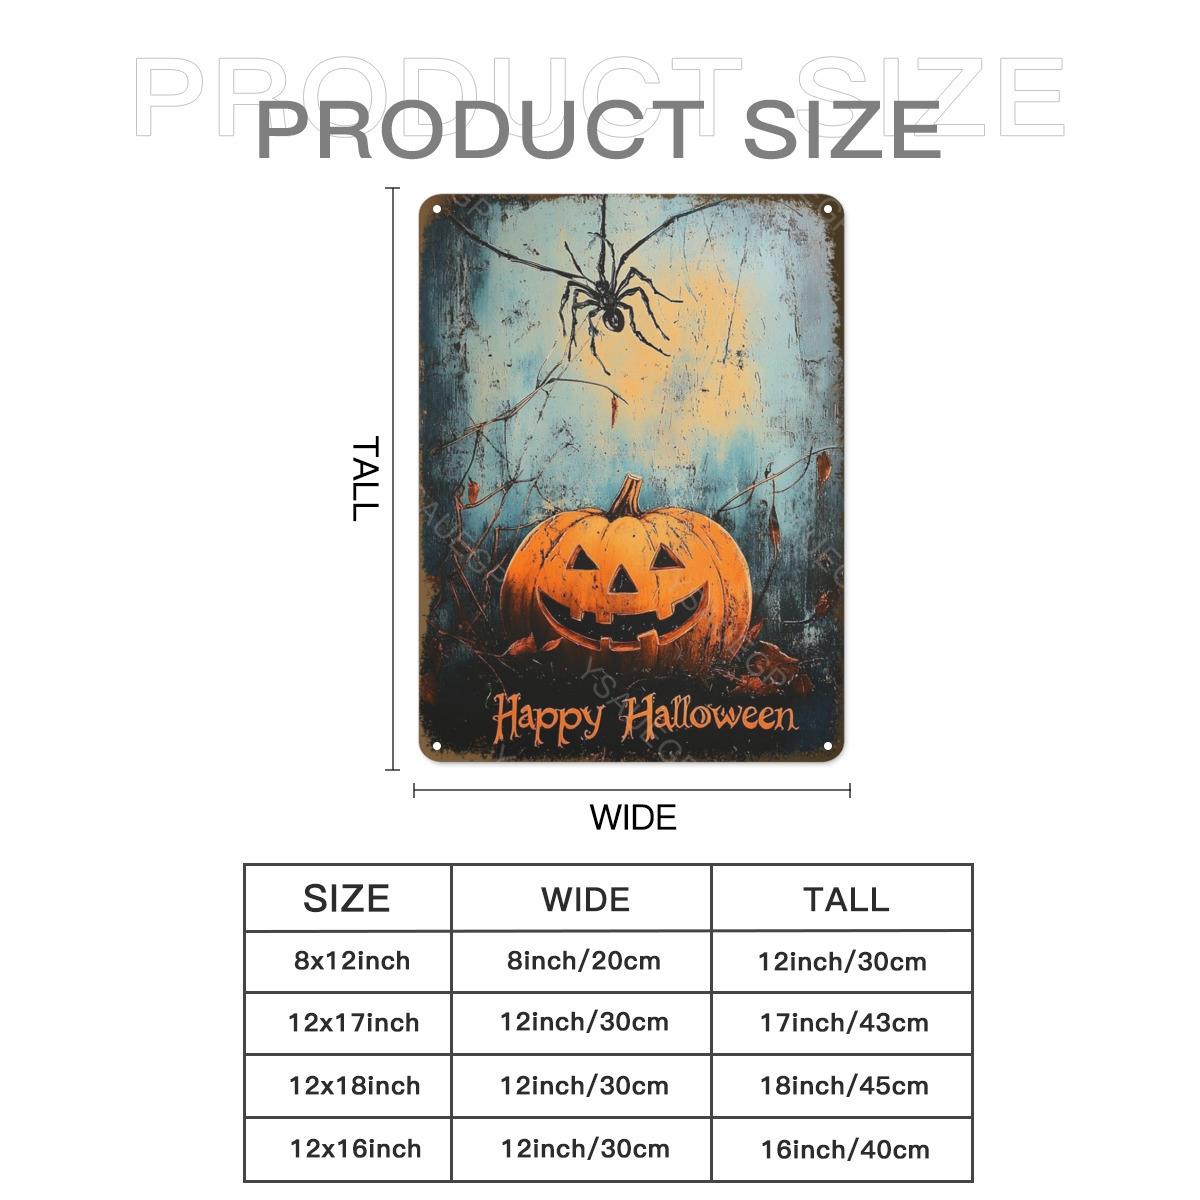 PRODUCT SIZE
PRODUCT SIZE
TALL
Happy Halloween
WIDE
SIZE WIDE TALL
8x12inch 8inch/20cm 12inch/30cm
12x17inch 12inch/30cm 17inch/43cm
12x18inch 12inch/30cm 18inch/45cm
12x16inch 12inch/30cm 16inch/40cm